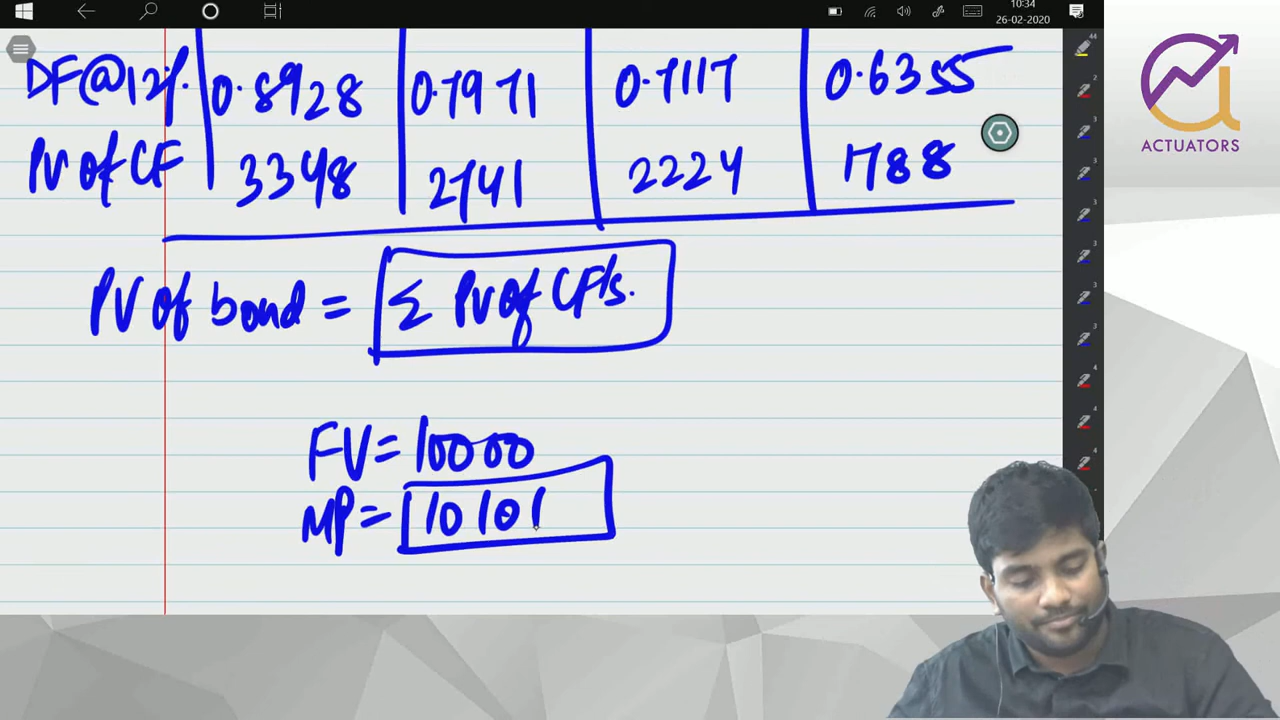 10:34
26-02-2020
DF@12%. 0.8928 0.7971 0.7117 0.6355
PV of CF 3348 2741 2224 1788
PV of bond = Σ PV of CF's.
FV = 10000
MP = 10101
ACTUATORS